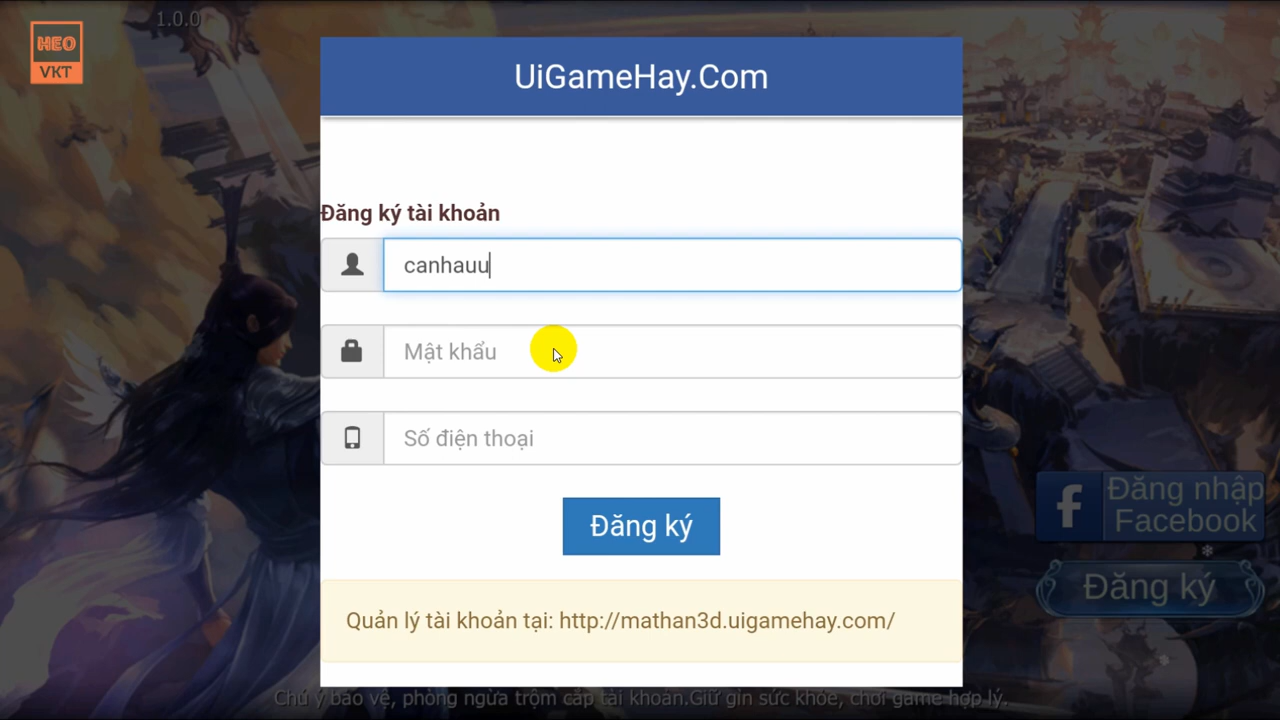 1.0.0
HEO
VKT
UiGameHay.Com
Đăng ký tài khoản
canhauu
Mật khẩu
Số điện thoại
Đăng ký
Quản lý tài khoản tại: http://mathan3d.uigamehay.com/
f Đăng nhập
Facebook
Đăng ký
Chú ý bảo vệ, phòng ngừa trộm cắp tài khoản.Giữ gìn sức khỏe, chơi game hợp lý.